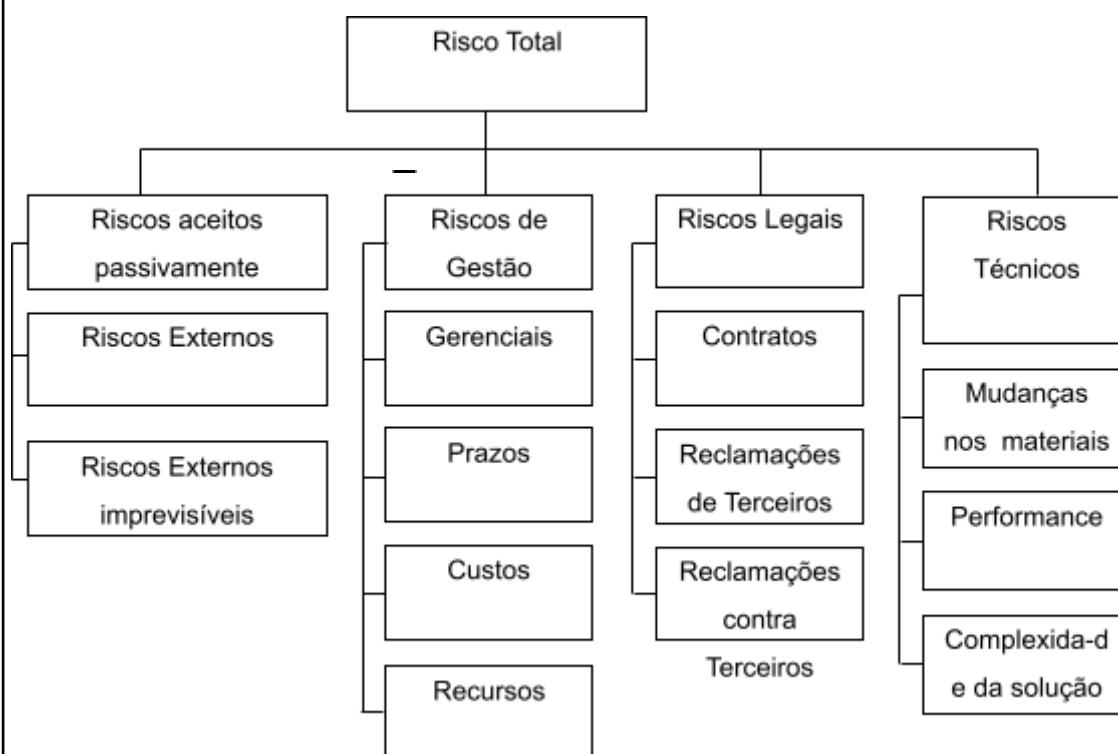 Risco Total
Riscos aceitos
passivamente
Riscos Externos
Riscos Externos
imprevisíveis
Riscos de
Gestão
Gerenciais
Prazos
Custos
Recursos
Riscos Legais
Contratos
Reclamações
de Terceiros
Reclamações
contra
Terceiros
Riscos
Técnicos
Mudanças
nos materiais
Performance
Complexida-d
e da solução